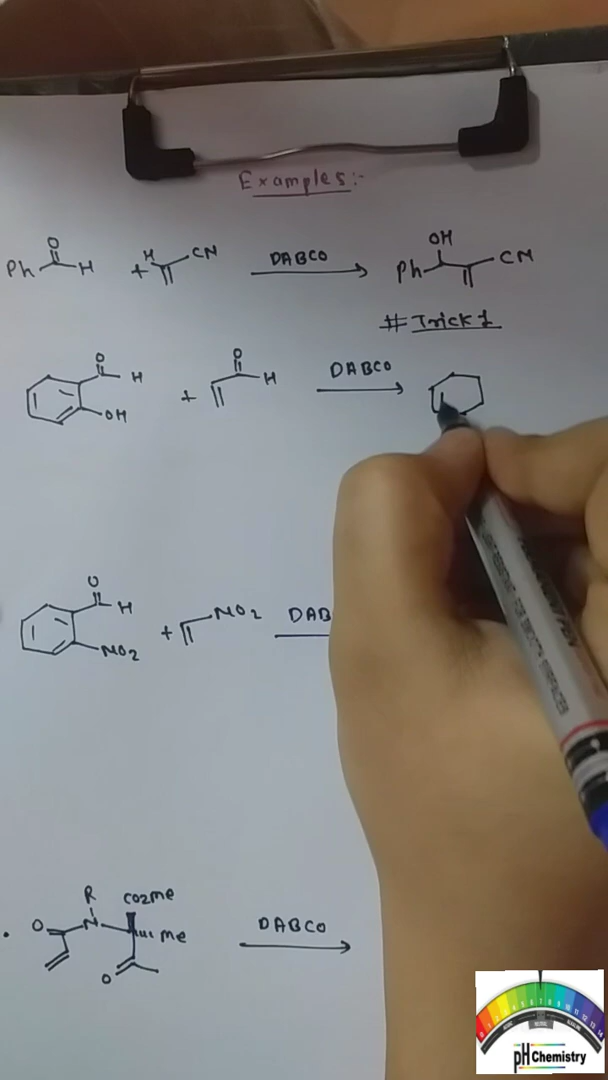 Examples:-
Ph O H + H CN DABCO OH Ph CN
# Trick 1
O H OH + O H DABCO
O H NO2 + NO2 DAB
R CO2Me O N Me O DABCO
pH Chemistry